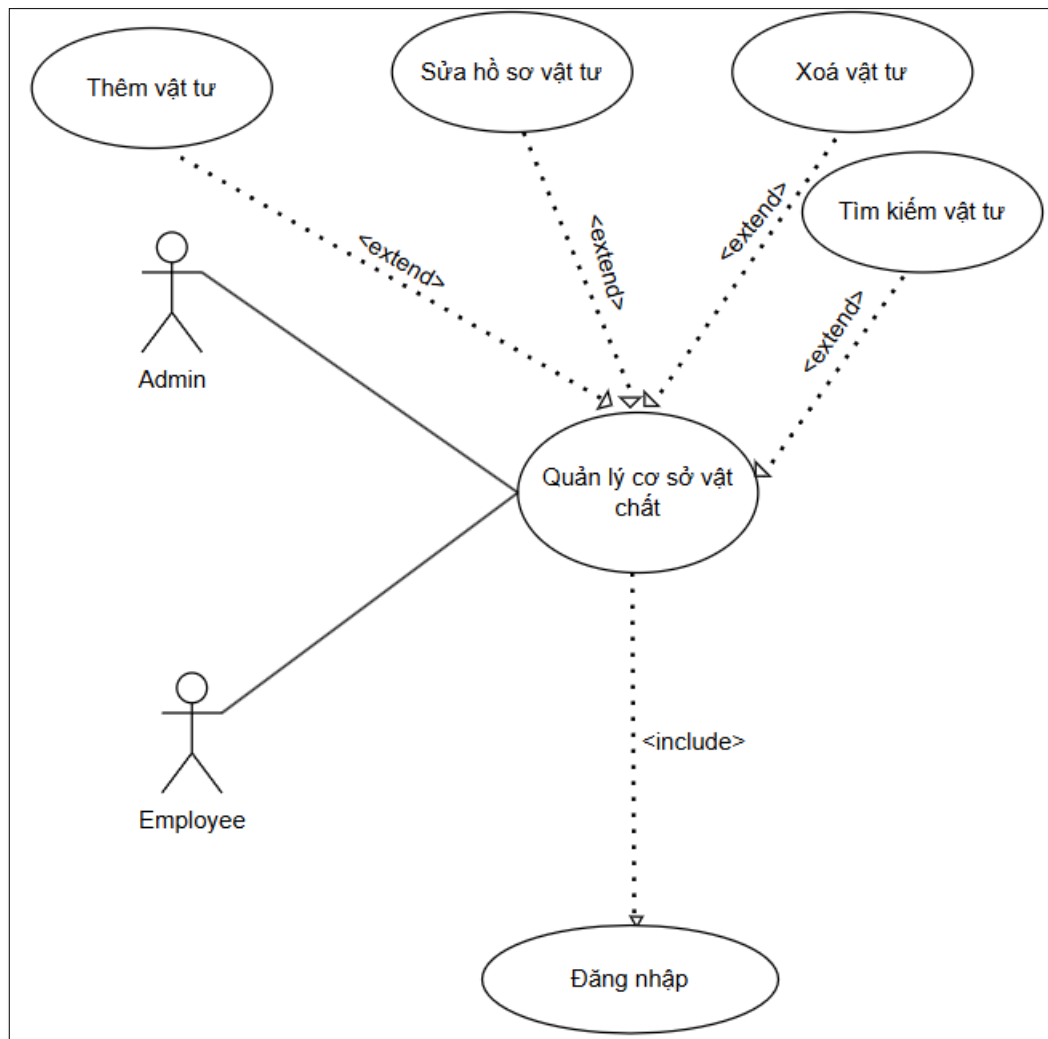 Thêm vật tư
Sửa hồ sơ vật tư
Xoá vật tư
Tìm kiếm vật tư
<extend>
<extend>
<extend>
<extend>
Admin
Quản lý cơ sở vật
chất
<include>
Employee
Đăng nhập